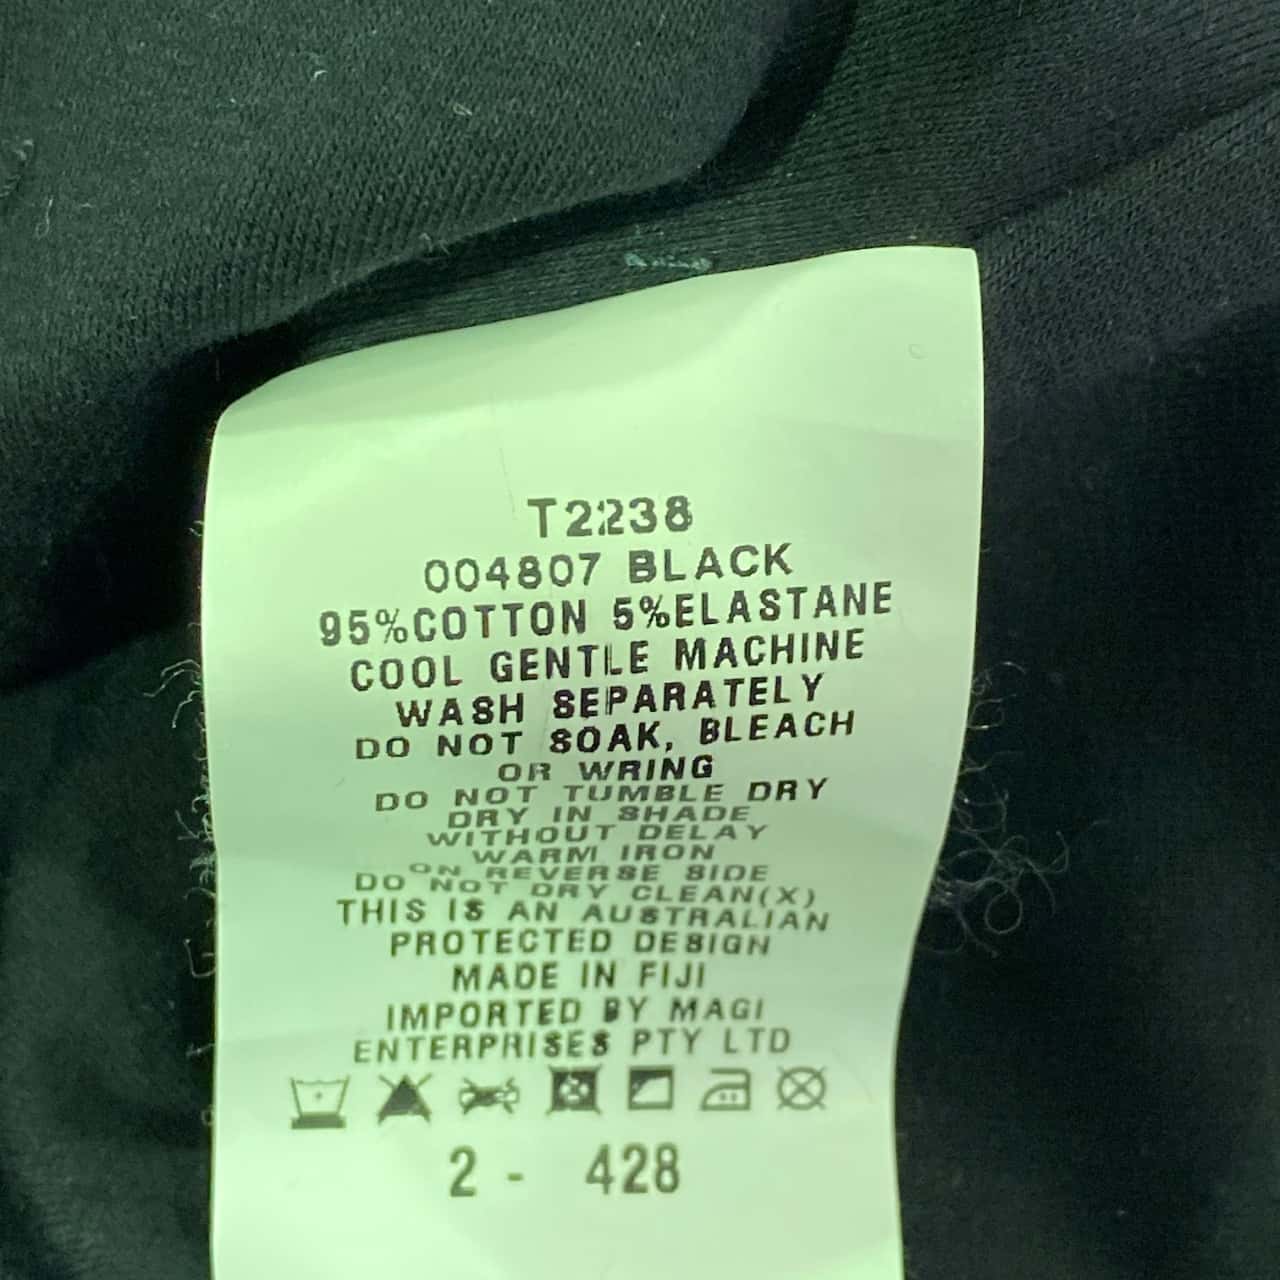 T2238
004807 BLACK
95%COTTON 5%ELASTANE
COOL GENTLE MACHINE
WASH SEPARATELY
DO NOT SOAK, BLEACH
OR WRING
DO NOT TUMBLE DRY
DRY IN SHADE
WITHOUT DELAY
WARM IRON
ON REVERSE SIDE
DO NOT DRY CLEAN(X)
THIS IS AN AUSTRALIAN
PROTECTED DESIGN
MADE IN FIJI
IMPORTED BY MAGI
ENTERPRISES PTY LTD
2 - 428